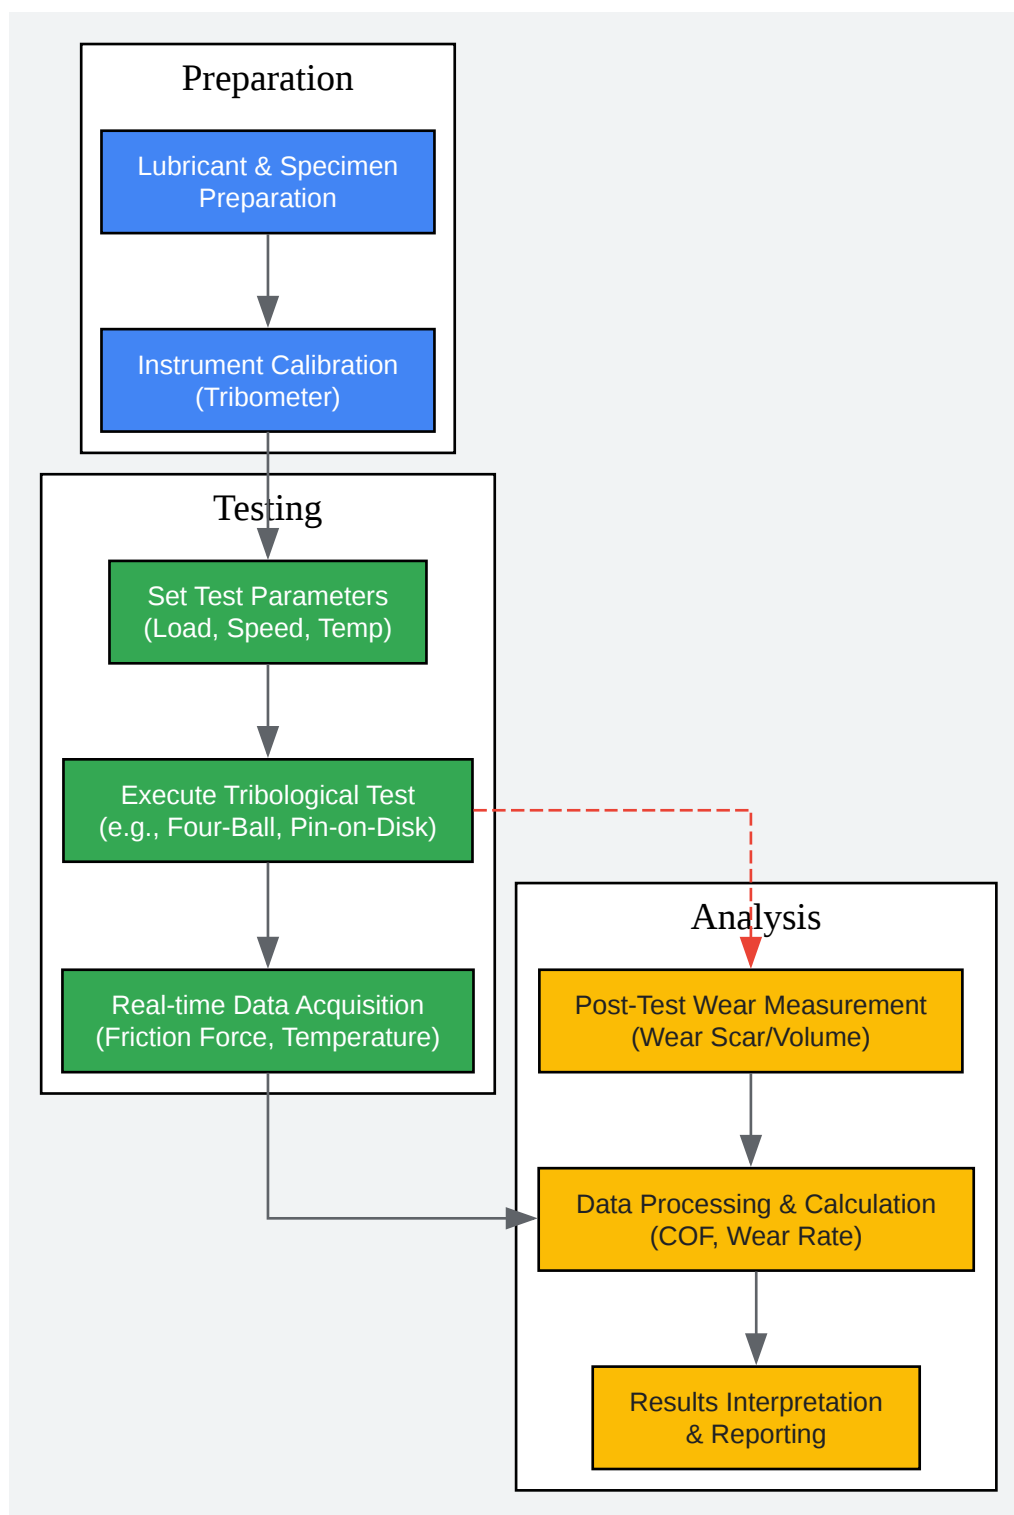 Preparation
Lubricant & Specimen
Preparation
Instrument Calibration
(Tribometer)
Testing
Set Test Parameters
(Load, Speed, Temp)
Execute Tribological Test
(e.g., Four-Ball, Pin-on-Disk)
Real-time Data Acquisition
(Friction Force, Temperature)
Analysis
Post-Test Wear Measurement
(Wear Scar/Volume)
Data Processing & Calculation
(COF, Wear Rate)
Results Interpretation
& Reporting